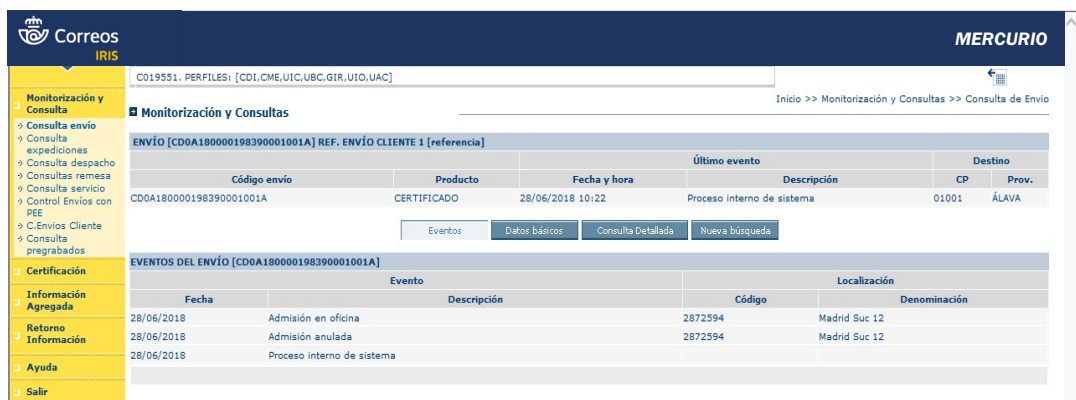 Correos
IRIS
MERCURIO
C019551. PERFILES: [CDI,CME,UIC,UBC,GIR,UIO,UAC]
Inicio >> Monitorización y Consultas >> Consulta de Envio
Monitorización y
Consulta
Consulta envío
Consulta
expediciones
Consulta despacho
Consultas remesa
Consulta servicio
Control Envíos con
PEE
C.Envios Cliente
Consulta
pregrabados
Certificación
Información
Agregada
Retorno
Información
Ayuda
Salir
Monitorización y Consultas
ENVÍO [CD0A180000198390001001A] REF. ENVÍO CLIENTE 1 [referencia]
Último evento Destino
Código envío Producto Fecha y hora Descripción CP Prov.
CD0A180000198390001001A CERTIFICADO 28/06/2018 10:22 Proceso interno de sistema 01001 ÁLAVA
Eventos Datos básicos Consulta Detallada Nueva búsqueda
EVENTOS DEL ENVÍO [CD0A180000198390001001A]
Evento Localización
Fecha Descripción Código Denominación
28/06/2018 Admisión en oficina 2872594 Madrid Suc 12
28/06/2018 Admisión anulada 2872594 Madrid Suc 12
28/06/2018 Proceso interno de sistema